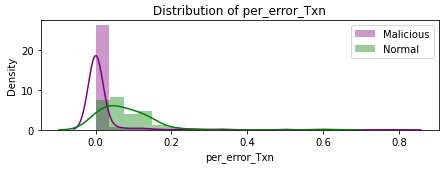 Distribution of per_error_Txn
Malicious
Normal
Density
20
10
0
0.0 0.2 0.4 0.6 0.8
per_error_Txn